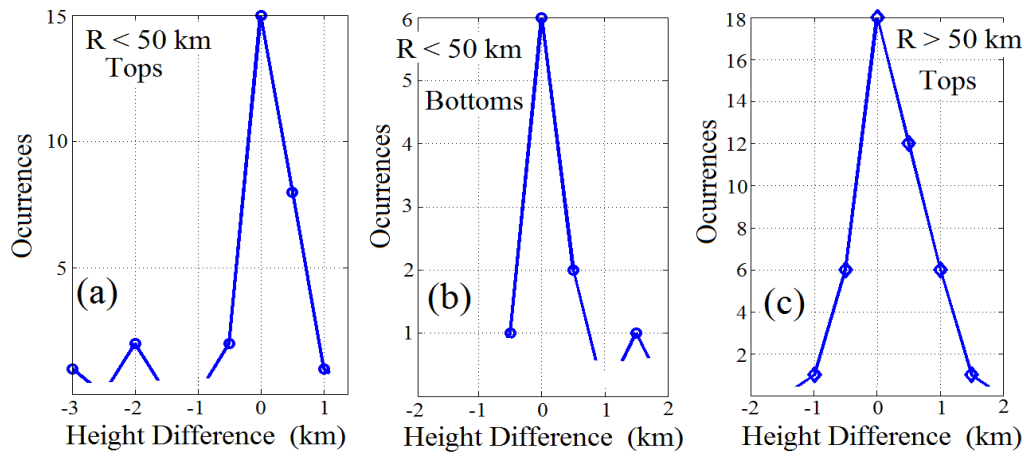 15
10
5
Ocurrences
R < 50 km
Tops
(a)
-3
-2
-1
0
1
Height Difference (km)
6
5
4
3
2
1
Ocurrences
R < 50 km
Bottoms
(b)
-2
-1
0
1
2
Height Difference (km)
18
16
14
12
10
8
6
4
2
Ocurrences
R > 50 km
Tops
(c)
-2
-1
0
1
2
Height Difference (km)